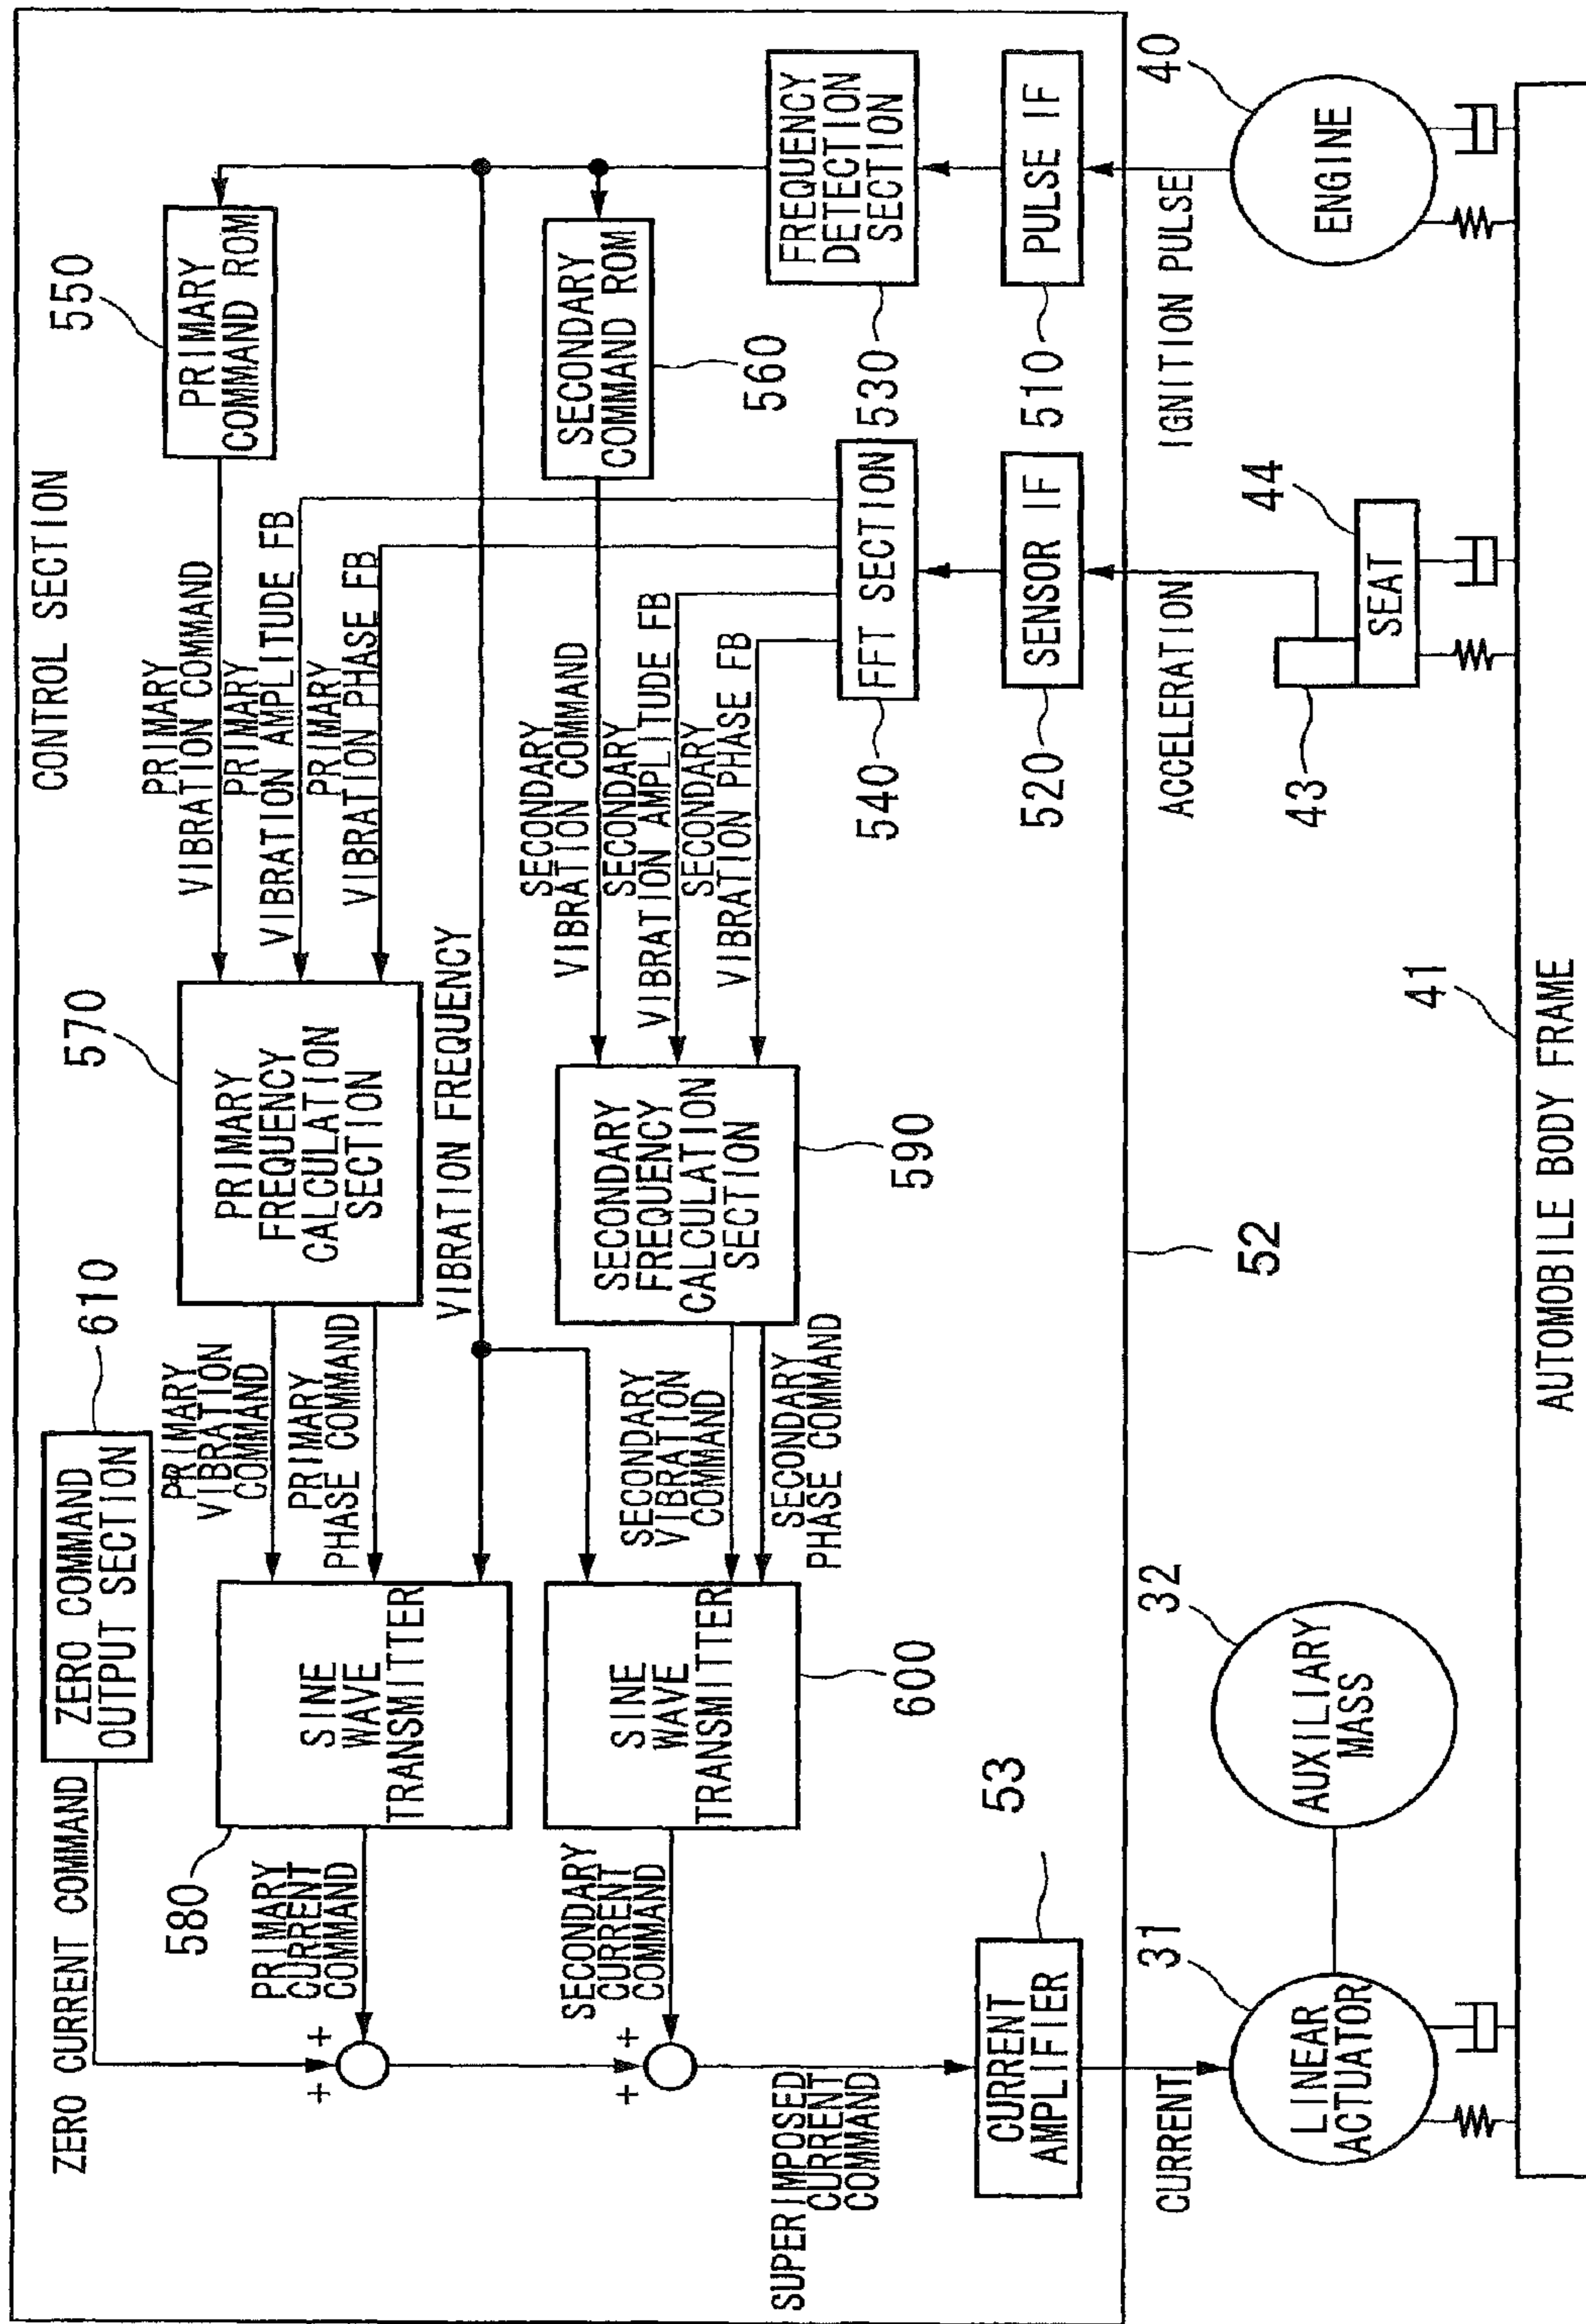 CONTROL SECTION
ZERO CURRENT COMMAND
ZERO COMMAND
OUTPUT SECTION
610
570
550
PRIMARY
CURRENT
COMMAND
580
SINE
WAVE
TRANSMITTER
PRIMARY
VIBRATION
COMMAND
PRIMARY
PHASE COMMAND
PRIMARY
FREQUENCY
CALCULATION
SECTION
PRIMARY
VIBRATION COMMAND
PRIMARY
VIBRATION AMPLITUDE FB
PRIMARY
VIBRATION PHASE FB
PRIMARY
COMMAND ROM
+
+
VIBRATION FREQUENCY
SECONDARY
CURRENT
COMMAND
+
+
SINE
WAVE
TRANSMITTER
600
SECONDARY
VIBRATION
COMMAND
SECONDARY
PHASE COMMAND
SECONDARY
FREQUENCY
CALCULATION
SECTION
590
SECONDARY
VIBRATION COMMAND
SECONDARY
VIBRATION AMPLITUDE FB
SECONDARY
VIBRATION PHASE FB
SECONDARY
COMMAND ROM
560
SUPERIMPOSED
CURRENT
COMMAND
FREQUENCY
DETECTION
SECTION
530
FFT SECTION
540
CURRENT
AMPLIFIER
53
SENSOR IF
520
PULSE IF
510
CURRENT
52
ACCELERATION
IGNITION PULSE
31
32
43
44
40
LINEAR
ACTUATOR
AUXILIARY
MASS
SEAT
ENGINE
41
AUTOMOBILE BODY FRAME